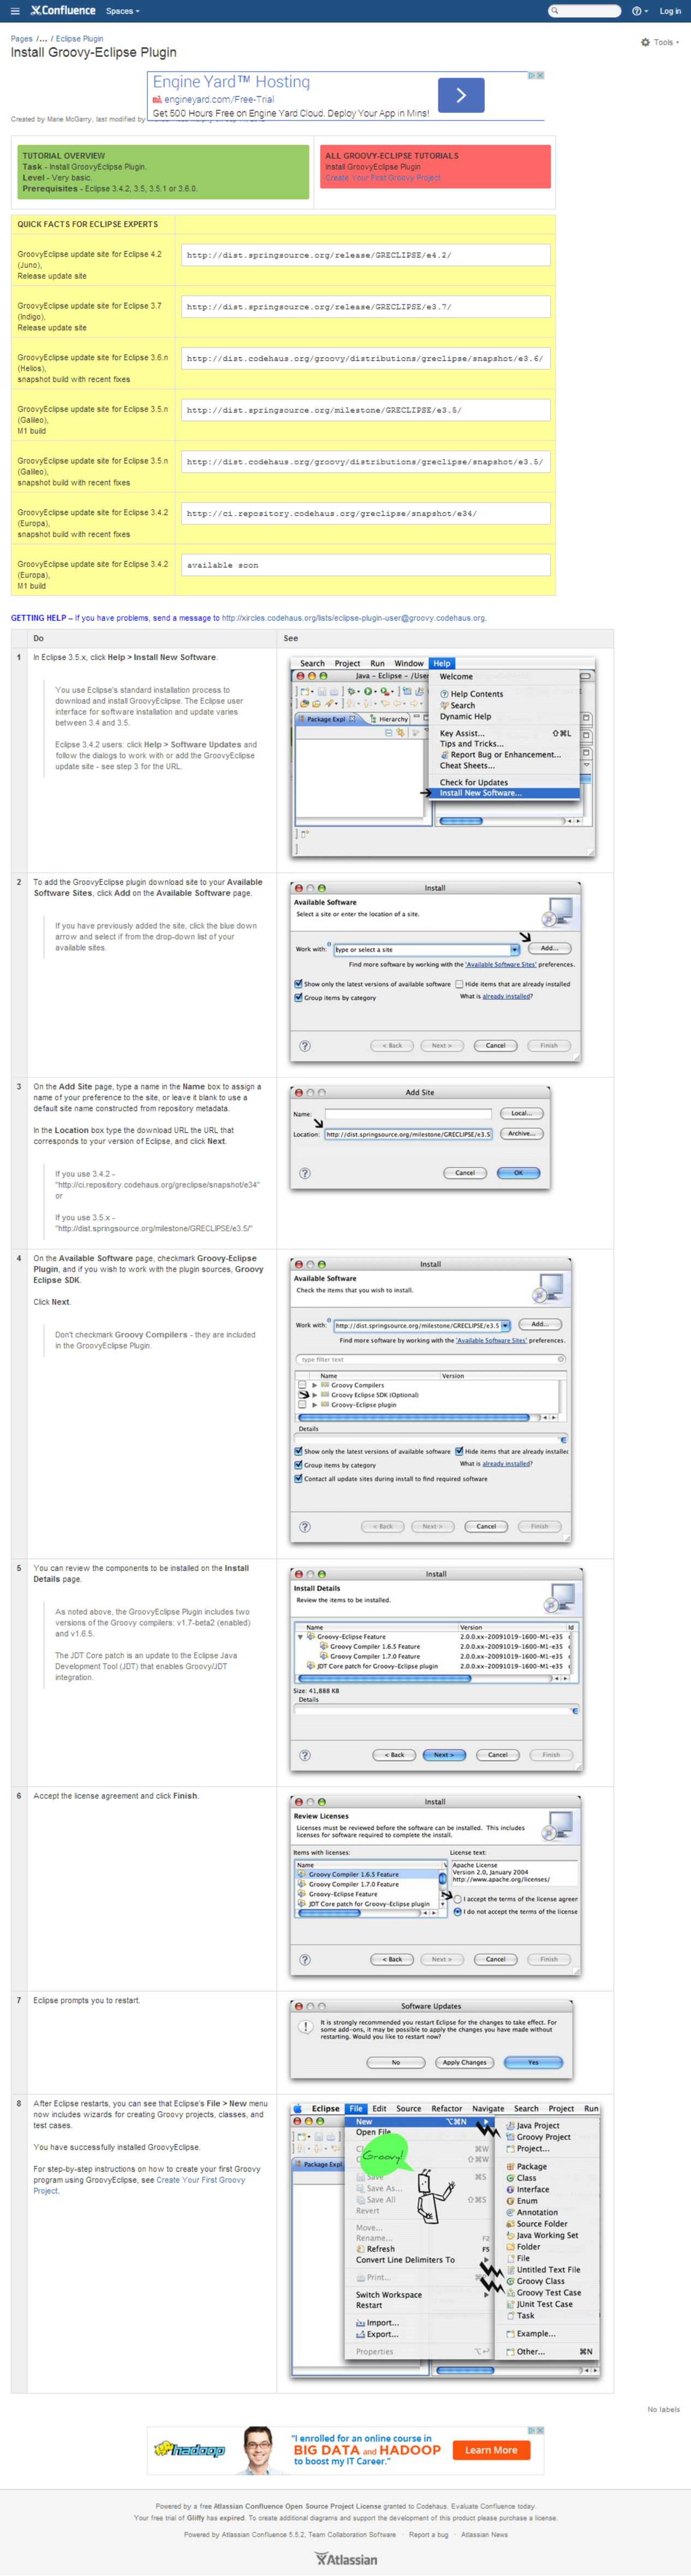 Confluence Spaces Log in
Pages /... / Eclipse Plugin
Install Groovy-Eclipse Plugin
Tools
Engine Yard™ Hosting
engineyard.com/Free-Trial
Get 500 Hours Free on Engine Yard Cloud. Deploy Your App in Mins!
Created by Marie McGarry, last modified by
TUTORIAL OVERVIEW
Task - Install GroovyEclipse Plugin.
Level - Very basic.
Prerequisites - Eclipse 3.4.2, 3.5, 3.5.1 or 3.6.0.
ALL GROOVY-ECLIPSE TUTORIALS
Install GroovyEclipse Plugin
Create Your First Groovy Project
QUICK FACTS FOR ECLIPSE EXPERTS
GroovyEclipse update site for Eclipse 4.2
(Juno),
Release update site
http://dist.springsource.org/release/GRECLIPSE/e4.2/
GroovyEclipse update site for Eclipse 3.7
(Indigo),
Release update site
http://dist.springsource.org/release/GRECLIPSE/e3.7/
GroovyEclipse update site for Eclipse 3.6.n
(Helios),
snapshot build with recent fixes
http://dist.codehaus.org/groovy/distributions/greclipse/snapshot/e3.6/
GroovyEclipse update site for Eclipse 3.5.n
(Galileo),
M1 build
http://dist.springsource.org/milestone/GRECLIPSE/e3.5/
GroovyEclipse update site for Eclipse 3.5.n
(Galileo),
snapshot build with recent fixes
http://dist.codehaus.org/groovy/distributions/greclipse/snapshot/e3.5/
GroovyEclipse update site for Eclipse 3.4.2
(Europa),
snapshot build with recent fixes
http://ci.repository.codehaus.org/greclipse/snapshot/e34/
GroovyEclipse update site for Eclipse 3.4.2
(Europa),
M1 build
available soon
GETTING HELP – If you have problems, send a message to http://xircles.codehaus.org/lists/eclipse-plugin-user@groovy.codehaus.org.
Do See
1 In Eclipse 3.5.x, click Help > Install New Software.
You use Eclipse's standard installation process to
download and install GroovyEclipse. The Eclipse user
interface for software installation and update varies
between 3.4 and 3.5.
Eclipse 3.4.2 users: click Help > Software Updates and
follow the dialogs to work with or add the GroovyEclipse
update site - see step 3 for the URL.
Search Project Run Window Help
Java - Eclipse - /User
Package Expl Hierarchy
Welcome
Help Contents
Search
Dynamic Help
Key Assist... ⇧⌘L
Tips and Tricks...
Report Bug or Enhancement...
Cheat Sheets...
Check for Updates
Install New Software...
2 To add the GroovyEclipse plugin download site to your Available
Software Sites, click Add on the Available Software page.
If you have previously added the site, click the blue down
arrow and select if from the drop-down list of your
available sites.
Install
Available Software
Select a site or enter the location of a site.
Work with: type or select a site Add...
Find more software by working with the 'Available Software Sites' preferences.
Show only the latest versions of available software Hide items that are already installed
Group items by category What is already installed?
< Back Next > Cancel Finish
3 On the Add Site page, type a name in the Name box to assign a
name of your preference to the site, or leave it blank to use a
default site name constructed from repository metadata.
In the Location box type the download URL the URL that
corresponds to your version of Eclipse, and click Next.
If you use 3.4.2 -
"http://ci.repository.codehaus.org/greclipse/snapshot/e34"
or
If you use 3.5.x -
"http://dist.springsource.org/milestone/GRECLIPSE/e3.5/"
Add Site
Name: Local...
Location: http://dist.springsource.org/milestone/GRECLIPSE/e3.5 Archive...
Cancel OK
4 On the Available Software page, checkmark Groovy-Eclipse
Plugin, and if you wish to work with the plugin sources, Groovy
Eclipse SDK.
Click Next.
Don't checkmark Groovy Compilers - they are included
in the GroovyEclipse Plugin.
Install
Available Software
Check the items that you wish to install.
Work with: http://dist.springsource.org/milestone/GRECLIPSE/e3.5 Add...
Find more software by working with the 'Available Software Sites' preferences.
type filter text
Name Version
Groovy Compilers
Groovy Eclipse SDK (Optional)
Groovy-Eclipse plugin
Details
Show only the latest versions of available software Hide items that are already installed
Group items by category What is already installed?
Contact all update sites during install to find required software
< Back Next > Cancel Finish
5 You can review the components to be installed on the Install
Details page.
As noted above, the GroovyEclipse Plugin includes two
versions of the Groovy compilers: v1.7-beta2 (enabled)
and v1.6.5.
The JDT Core patch is an update to the Eclipse Java
Development Tool (JDT) that enables Groovy/JDT
integration.
Install
Install Details
Review the items to be installed.
Name Version Id
Groovy-Eclipse Feature 2.0.0.xx-20091019-1600-M1-e35
Groovy Compiler 1.6.5 Feature 2.0.0.xx-20091019-1600-M1-e35
Groovy Compiler 1.7.0 Feature 2.0.0.xx-20091019-1600-M1-e35
JDT Core patch for Groovy-Eclipse plugin 2.0.0.xx-20091019-1600-M1-e35
Size: 41,888 KB
Details
< Back Next > Cancel Finish
6 Accept the license agreement and click Finish.
Install
Review Licenses
Licenses must be reviewed before the software can be installed. This includes
licenses for software required to complete the install.
Items with licenses: License text:
Name
Groovy Compiler 1.6.5 Feature
Groovy Compiler 1.7.0 Feature
Groovy-Eclipse Feature
JDT Core patch for Groovy-Eclipse plugin
Apache License
Version 2.0, January 2004
http://www.apache.org/licenses/
I accept the terms of the license agreer
I do not accept the terms of the license
< Back Next > Cancel Finish
7 Eclipse prompts you to restart.
Software Updates
It is strongly recommended you restart Eclipse for the changes to take effect. For
some add-ons, it may be possible to apply the changes you have made without
restarting. Would you like to restart now?
No Apply Changes Yes
8 After Eclipse restarts, you can see that Eclipse's File > New menu
now includes wizards for creating Groovy projects, classes, and
test cases.
You have successfully installed GroovyEclipse.
For step-by-step instructions on how to create your first Groovy
program using GroovyEclipse, see Create Your First Groovy
Project.
Eclipse File Edit Source Refactor Navigate Search Project Run
New ⌥⌘N
Open File...
Package Expl
Groovy!
⌘W
⇧⌘W
Save ⌘S
Save As...
Save All ⇧⌘S
Revert
Move...
Rename... F2
Refresh F5
Convert Line Delimiters To
Print...
Switch Workspace
Restart
Import...
Export...
Properties
Java Project
Groovy Project
Project...
Package
Class
Interface
Enum
Annotation
Source Folder
Java Working Set
Folder
File
Untitled Text File
Groovy Class
Groovy Test Case
JUnit Test Case
Task
Example...
Other... ⌘N
No labels
hadoop
"I enrolled for an online course in
BIG DATA and HADOOP
to boost my IT Career."
Learn More
Powered by a free Atlassian Confluence Open Source Project License granted to Codehaus. Evaluate Confluence today.
Your free trial of Gliffy has expired. To create additional diagrams and support the development of this product please purchase a license.
Powered by Atlassian Confluence 5.5.2, Team Collaboration Software · Report a bug · Atlassian News
Atlassian